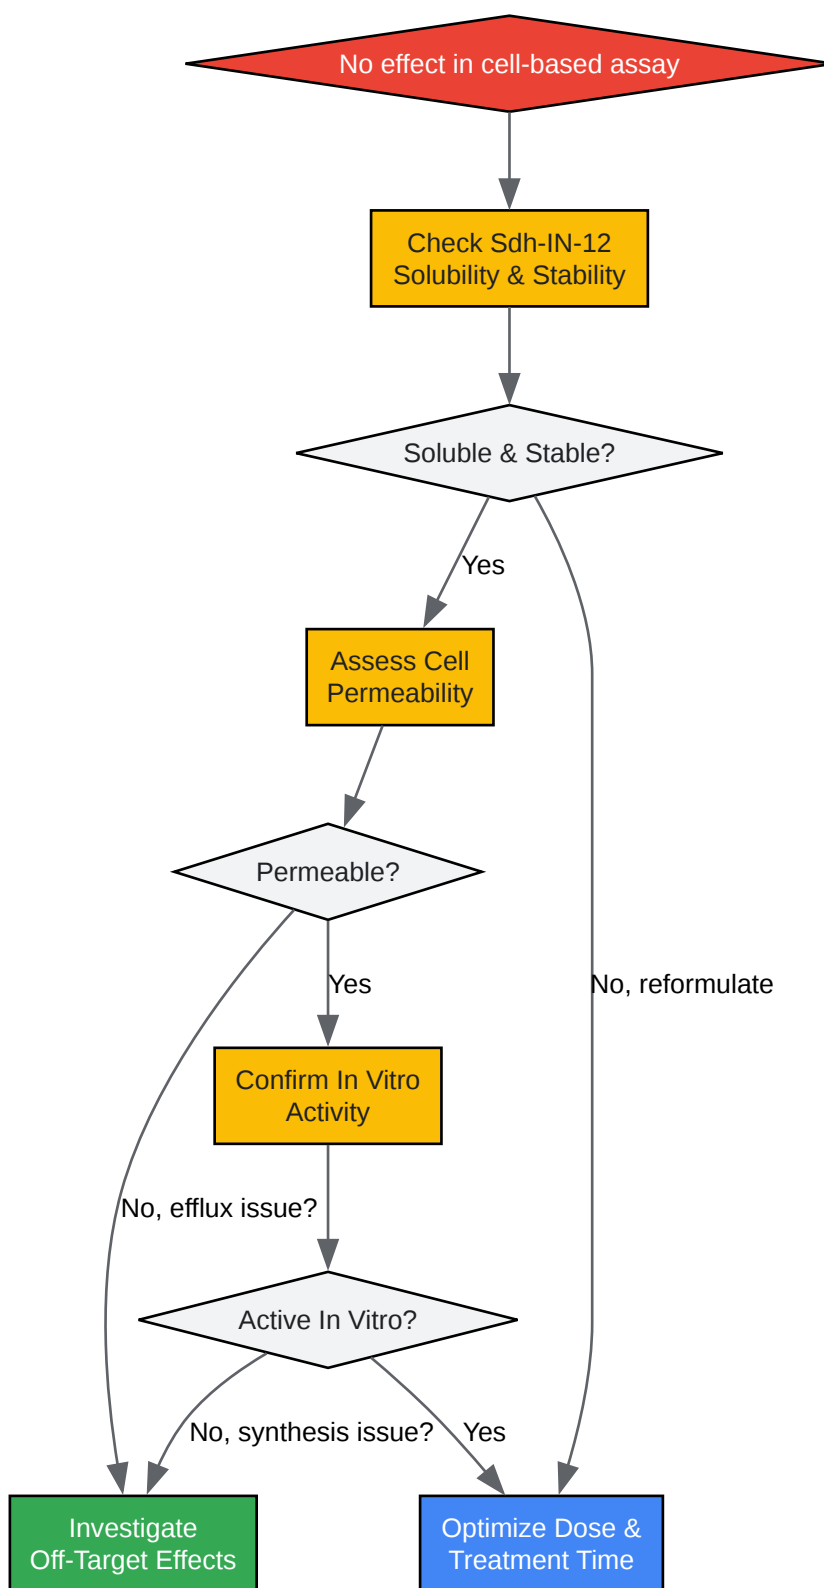 No effect in cell-based assay
Check Sdh-IN-12
Solubility & Stability
Soluble & Stable?
Yes
Assess Cell
Permeability
Permeable?
Yes
No, reformulate
Confirm In Vitro
Activity
No, efflux issue?
Active In Vitro?
No, synthesis issue?
Yes
Investigate
Off-Target Effects
Optimize Dose &
Treatment Time